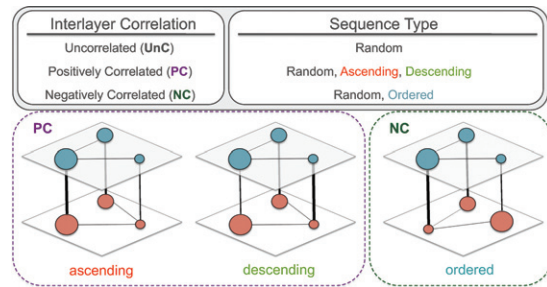 Interlayer Correlation
Sequence Type
Uncorrelated (UnC)
Random
Positively Correlated (PC)
Random, Ascending, Descending
Negatively Correlated (NC)
Random, Ordered
PC
NC
ascending
descending
ordered